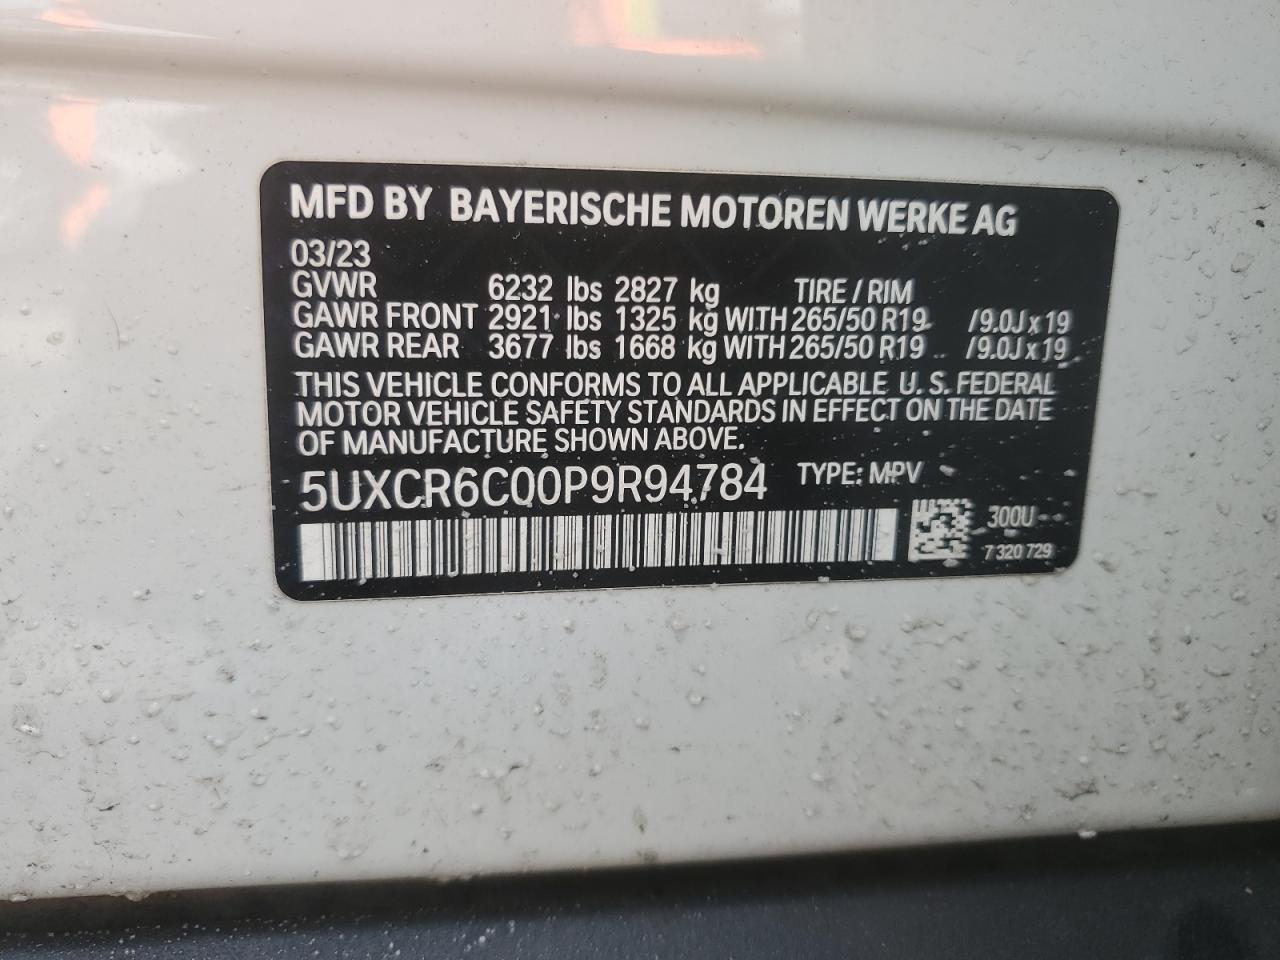 MFD BY BAYERISCHE MOTOREN WERKE AG
03/23
GVWR 6232 lbs 2827 kg TIRE / RIM
GAWR FRONT 2921 lbs 1325 kg WITH 265/50 R19 /9.0J x 19
GAWR REAR 3677 lbs 1668 kg WITH 265/50 R19 /9.0J x 19
THIS VEHICLE CONFORMS TO ALL APPLICABLE U. S. FEDERAL
MOTOR VEHICLE SAFETY STANDARDS IN EFFECT ON THE DATE
OF MANUFACTURE SHOWN ABOVE.
5UXCR6C00P9R94784 TYPE: MPV
300U
7 320 729